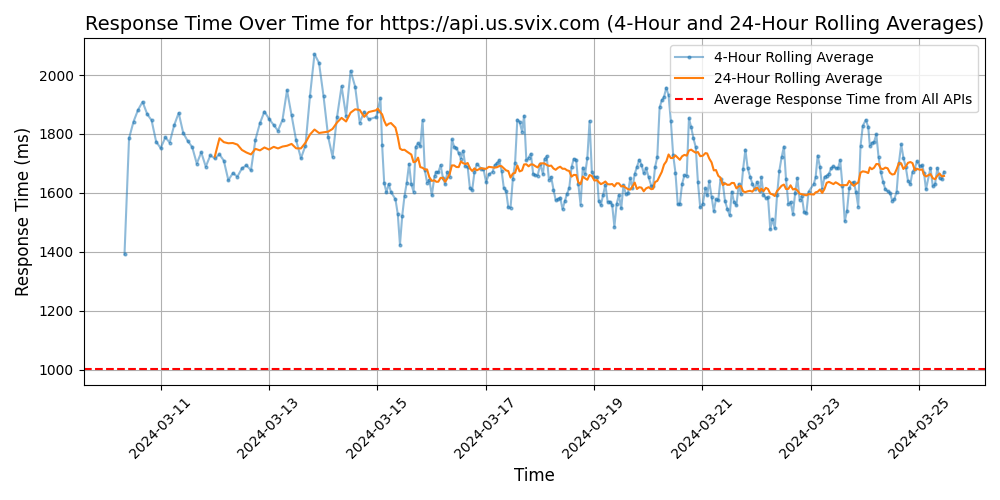 Response Time Over Time for https://api.us.svix.com (4-Hour and 24-Hour Rolling Averages)
4-Hour Rolling Average
24-Hour Rolling Average
Average Response Time from All APIs
Response Time (ms)
2000
1800
1600
1400
1200
1000
2024-03-11
2024-03-13
2024-03-15
2024-03-17
2024-03-19
2024-03-21
2024-03-23
2024-03-25
Time